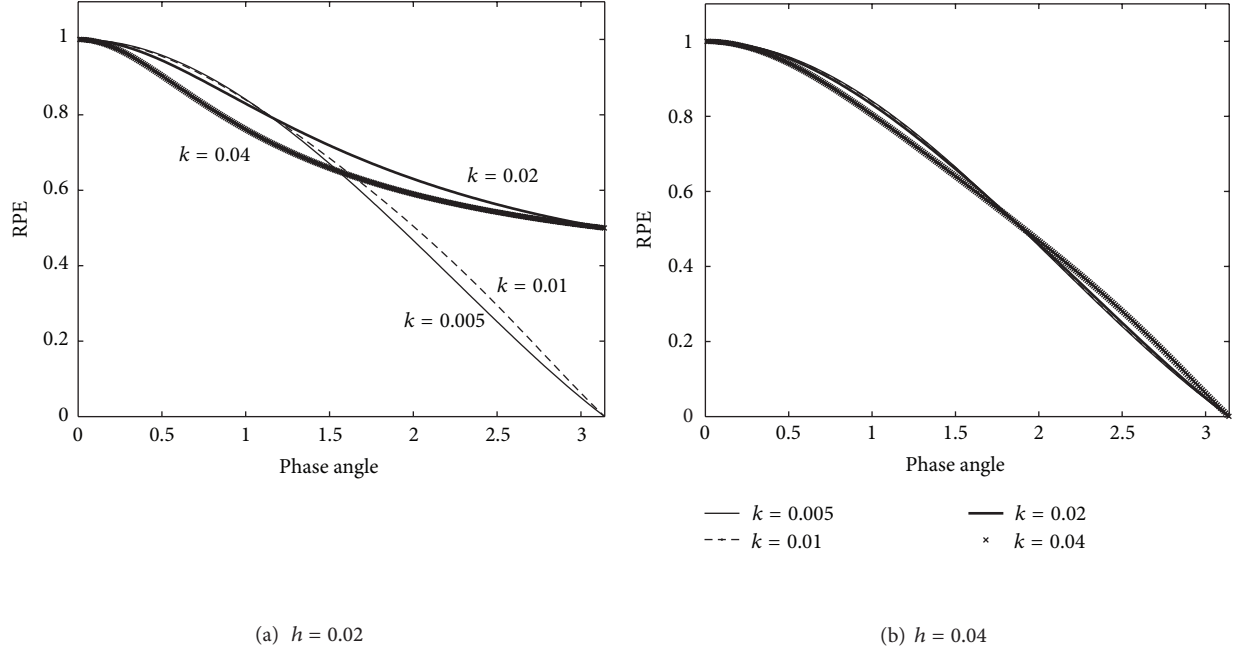 1
0.8
0.6
0.4
0.2
0
RPE
k = 0.04
k = 0.02
k = 0.01
k = 0.005
0 0.5 1 1.5 2 2.5 3
Phase angle
(a) h = 0.02
1
0.8
0.6
0.4
0.2
0
RPE
0 0.5 1 1.5 2 2.5 3
Phase angle
k = 0.005 k = 0.02
k = 0.01 k = 0.04
(b) h = 0.04